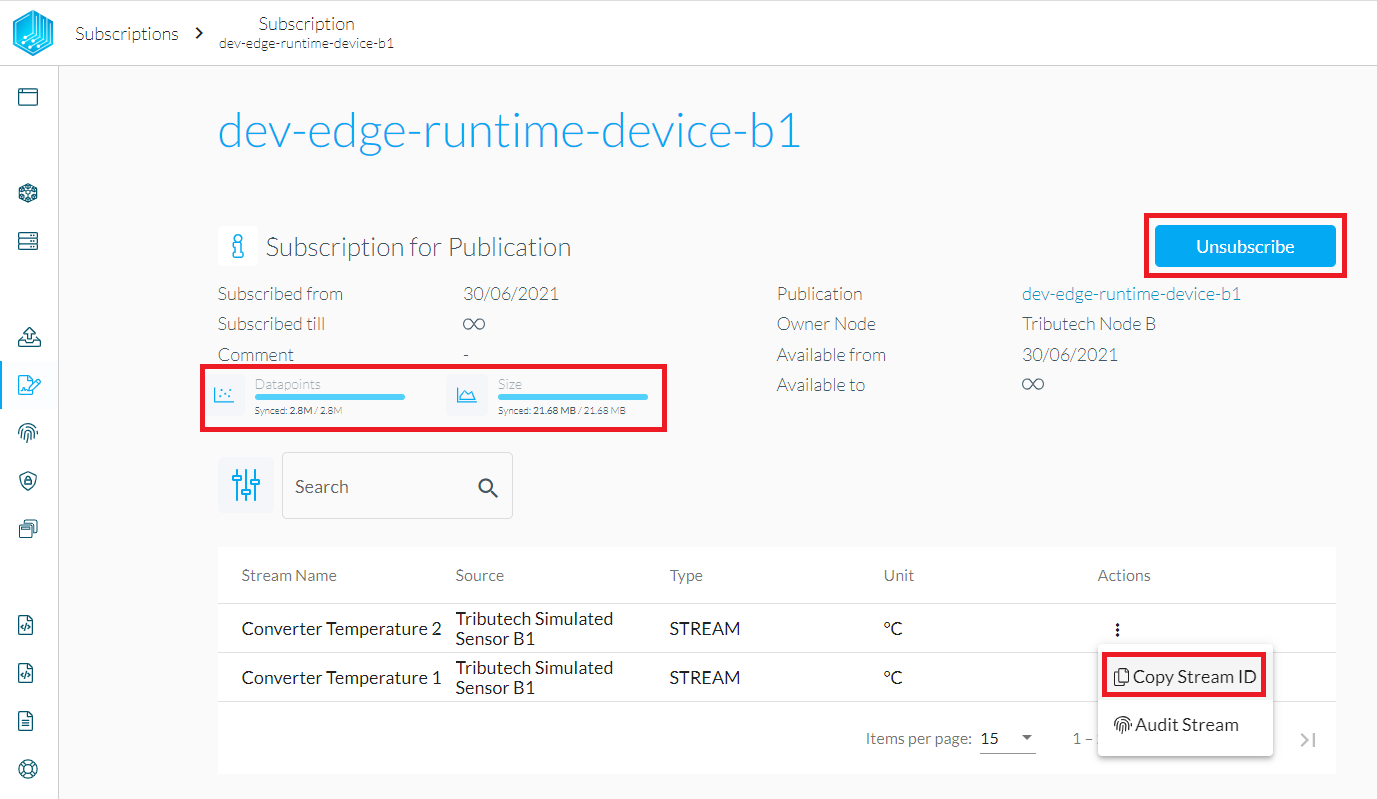 Subscriptions
Subscription
dev-edge-runtime-device-b1
dev-edge-runtime-device-b1
Subscription for Publication
Unsubscribe
Subscribed from 30/06/2021
Publication dev-edge-runtime-device-b1
Subscribed till ∞
Owner Node Tributech Node B
Comment -
Available from 30/06/2021
Available to ∞
Datapoints
Synced: 2.8M / 2.8M
Size
Synced: 21.68 MB / 21.68 MB
Search
Stream Name Source Type Unit Actions
Converter Temperature 2 Tributech Simulated Sensor B1 STREAM °C
Converter Temperature 1 Tributech Simulated Sensor B1 STREAM °C
Copy Stream ID
Audit Stream
Items per page: 15 1 –